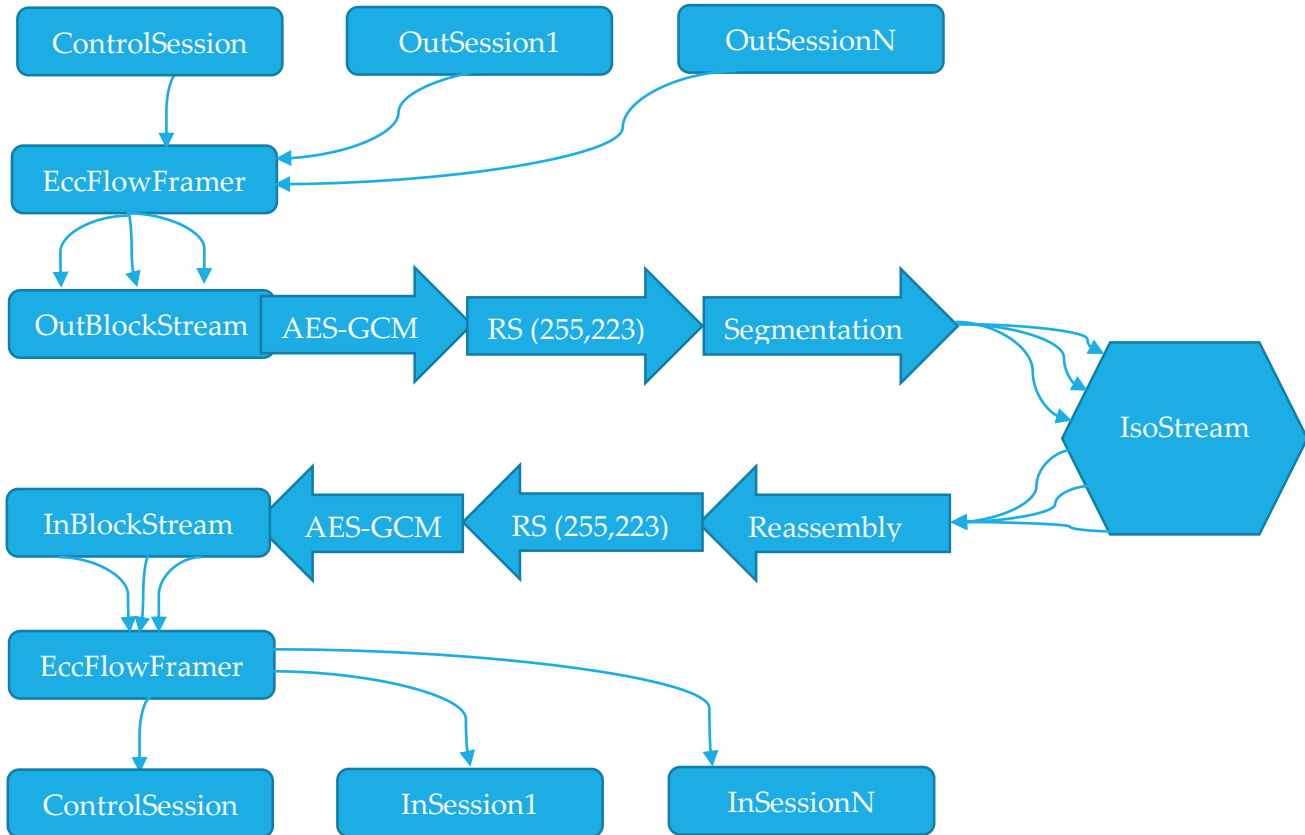 ControlSession
OutSession1
OutSessionN
EccFlowFramer
OutBlockStream
AES-GCM
RS (255,223)
Segmentation
IsoStream
InBlockStream
AES-GCM
RS (255,223)
Reassembly
EccFlowFramer
ControlSession
InSession1
InSessionN